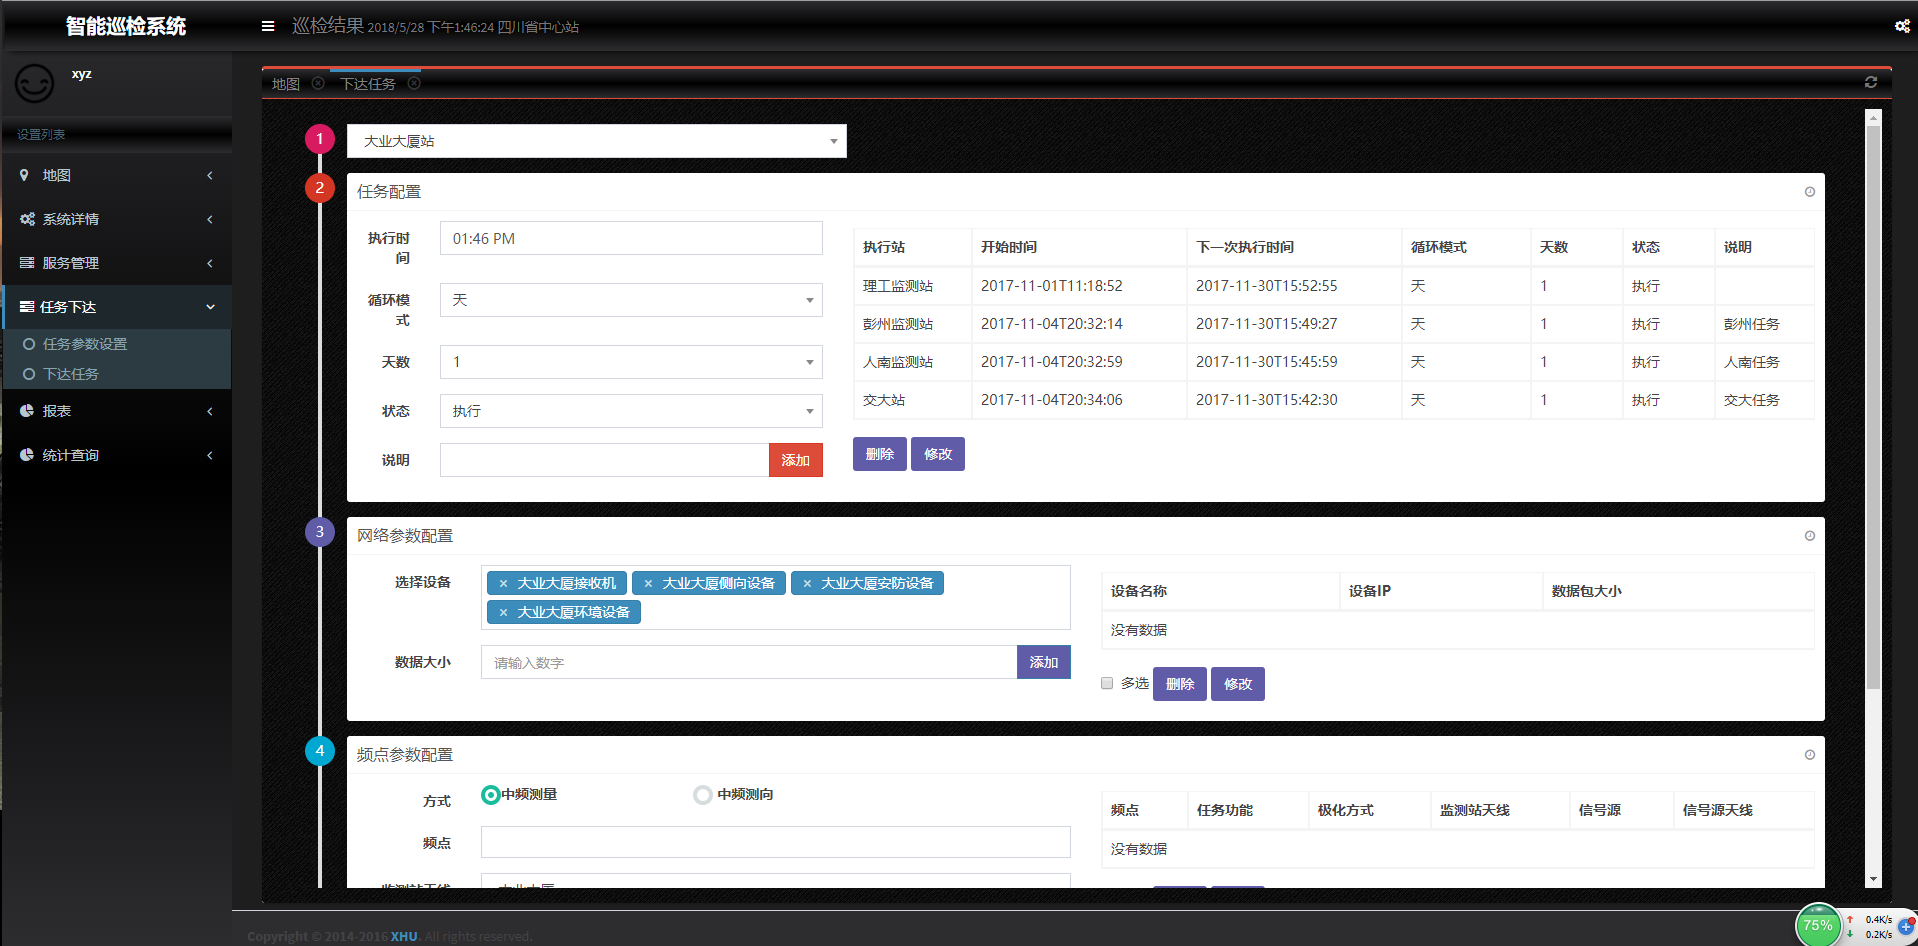 智能巡检系统
巡检结果 2018/5/28 下午1:46:24 四川省中心站
xyz
设置列表
地图
系统详情
服务管理
任务下达
任务参数设置
下达任务
报表
统计查询
地图 下达任务
1 大业大厦站
2 任务配置
执行时间 01:46 PM
循环模式 天
天数 1
状态 执行
说明 添加
执行站 开始时间 下一次执行时间 循环模式 天数 状态 说明
理工监测站 2017-11-01T11:18:52 2017-11-30T15:52:55 天 1 执行
彭州监测站 2017-11-04T20:32:14 2017-11-30T15:49:27 天 1 执行 彭州任务
人南监测站 2017-11-04T20:32:59 2017-11-30T15:45:59 天 1 执行 人南任务
交大站 2017-11-04T20:34:06 2017-11-30T15:42:30 天 1 执行 交大任务
删除 修改
3 网络参数配置
选择设备 × 大业大厦接收机 × 大业大厦侧向设备 × 大业大厦安防设备
× 大业大厦环境设备
数据大小 请输入数字 添加
设备名称 设备IP 数据包大小
没有数据
多选 删除 修改
4 频点参数配置
方式 中频测量 中频测向
频点
监测站天线 大业大厦
频点 任务功能 极化方式 监测站天线 信号源 信号源天线
没有数据
Copyright © 2014-2016 XHU. All rights reserved.
75% 0.4K/s
0.2K/s